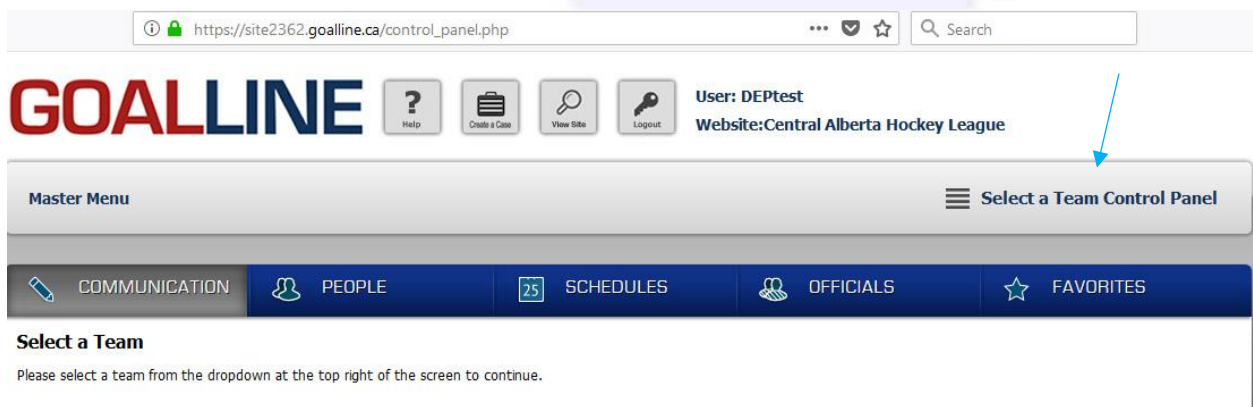 https://site2362.goalline.ca/control_panel.php ••• Search
GOALLINE
? Help
Create a Case
View Site
Logout
User: DEPtest
Website:Central Alberta Hockey League
Master Menu
Select a Team Control Panel
COMMUNICATION
PEOPLE
25 SCHEDULES
OFFICIALS
FAVORITES
Select a Team
Please select a team from the dropdown at the top right of the screen to continue.